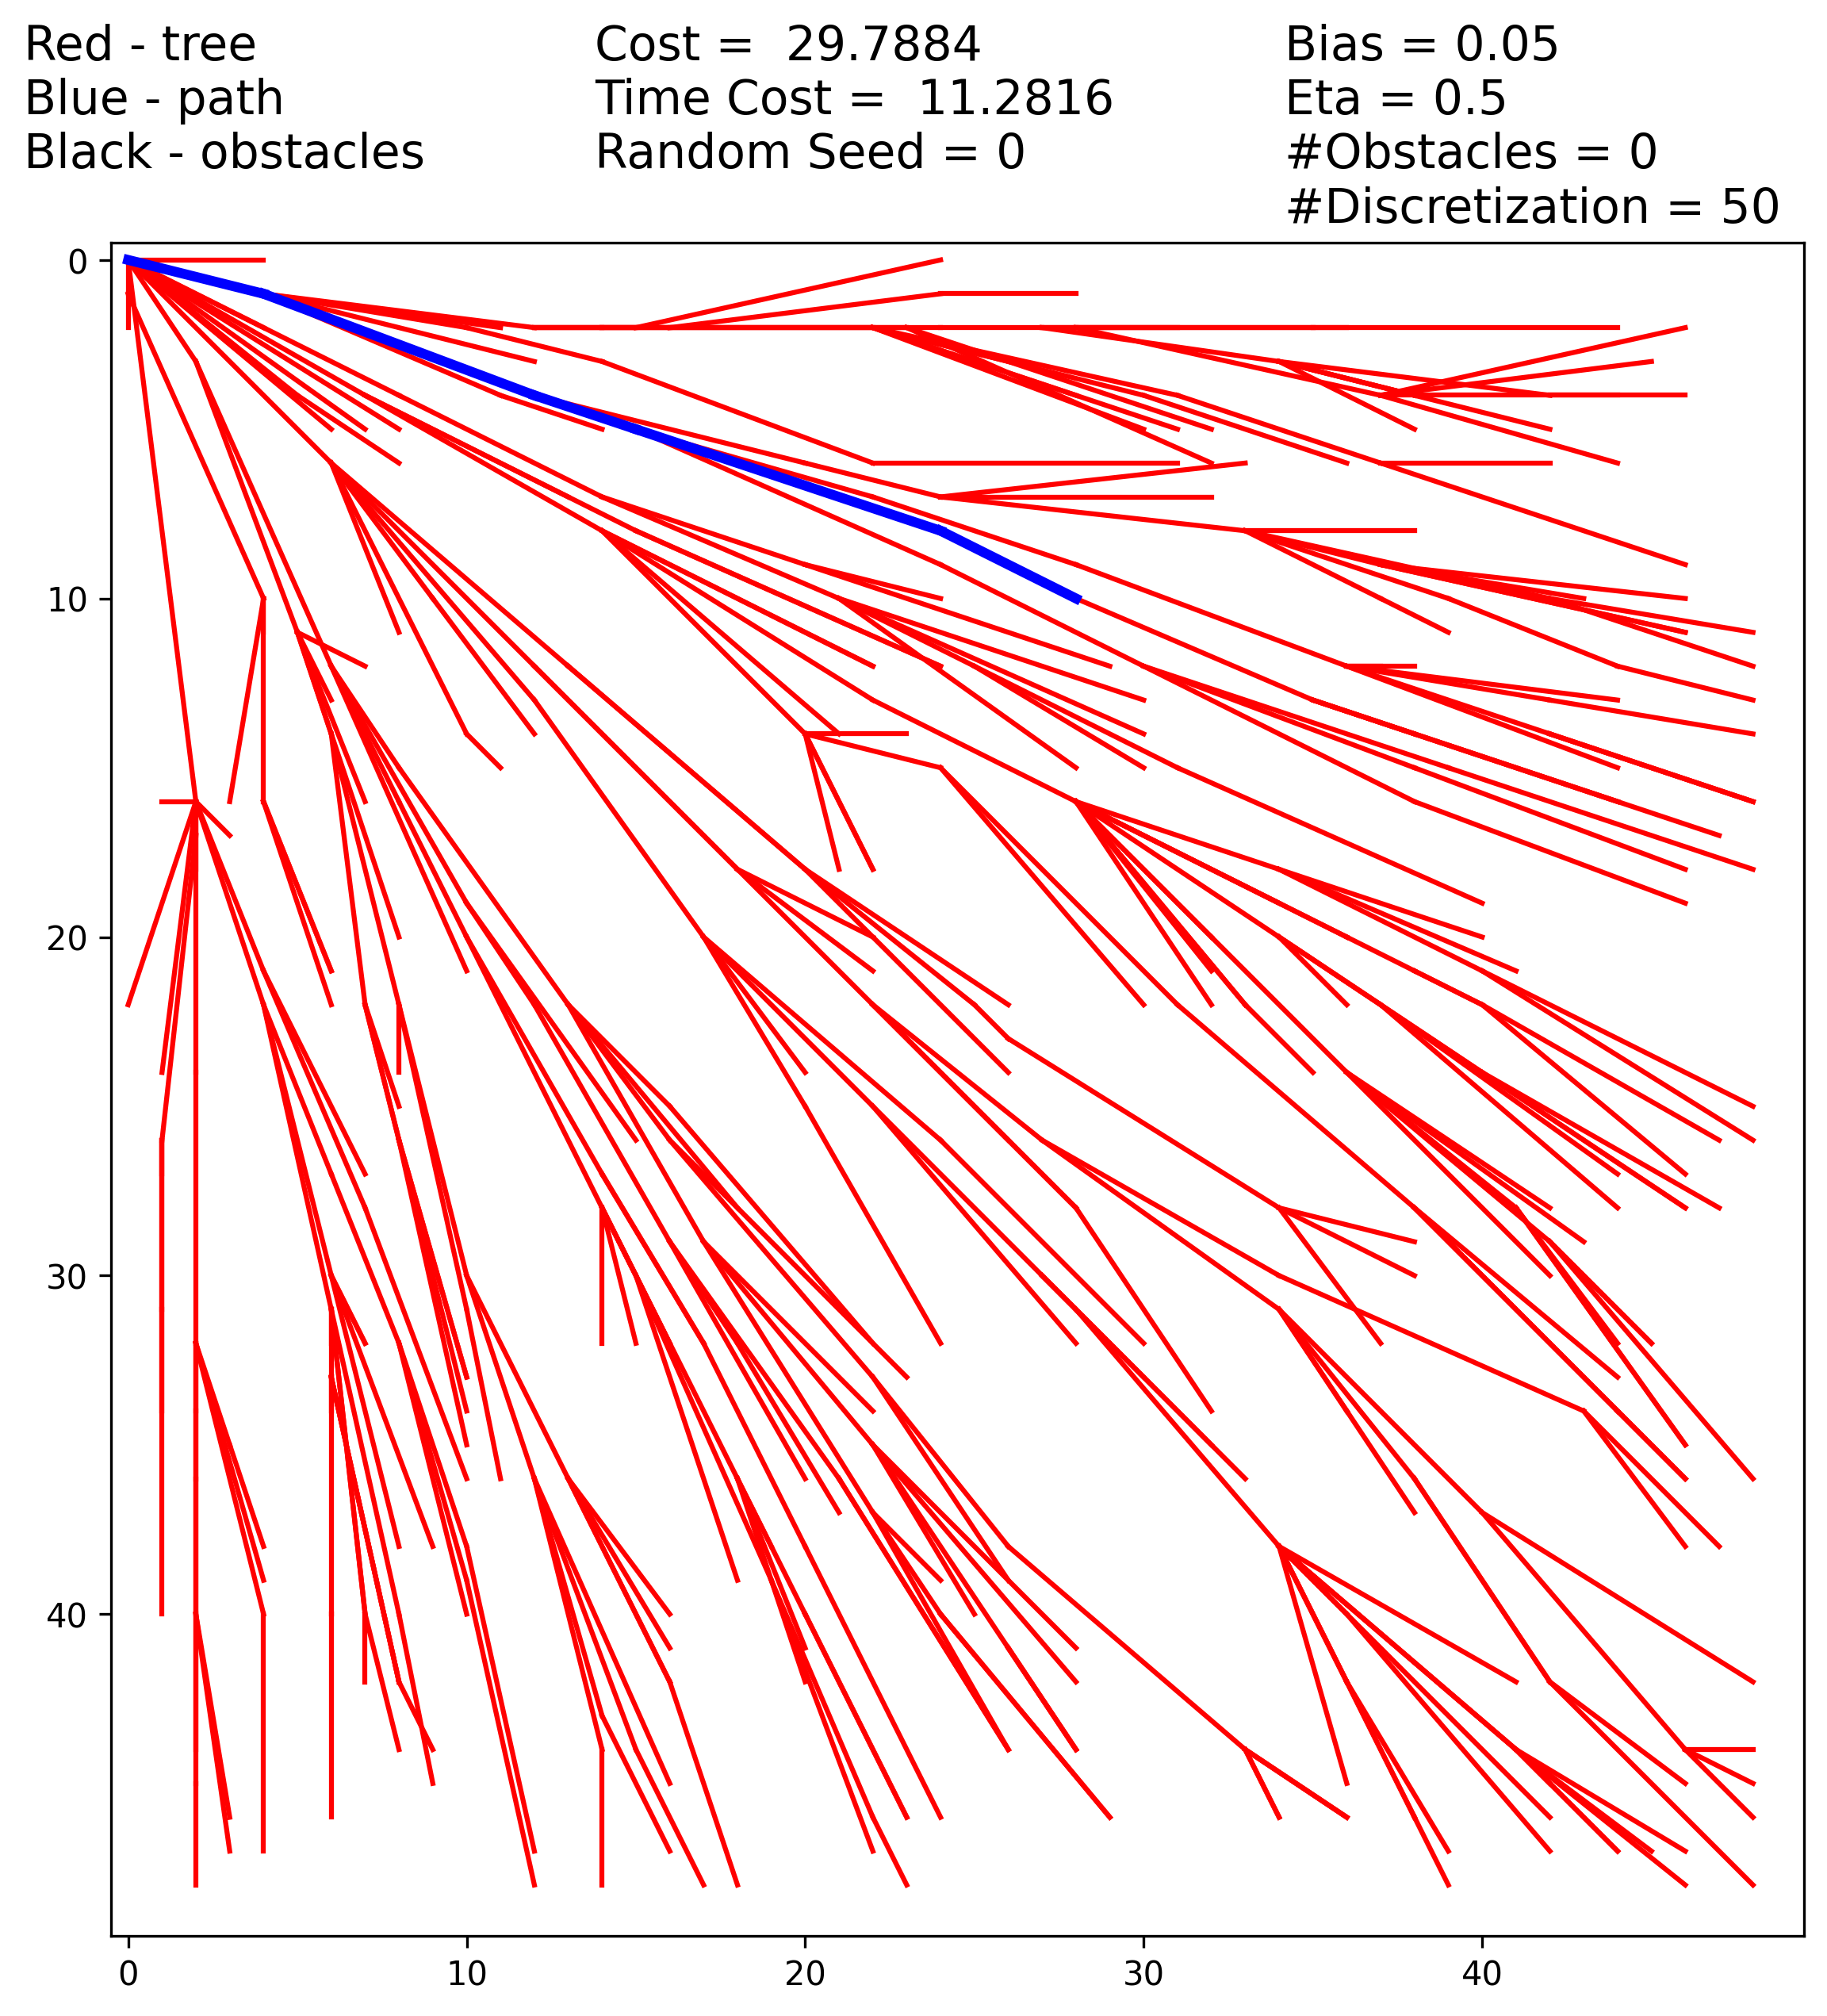 Red - tree
Blue - path
Black - obstacles
Cost =  29.7884
Time Cost =  11.2816
Random Seed = 0
Bias = 0.05
Eta = 0.5
#Obstacles = 0
#Discretization = 50
0
10
20
30
40
0
10
20
30
40